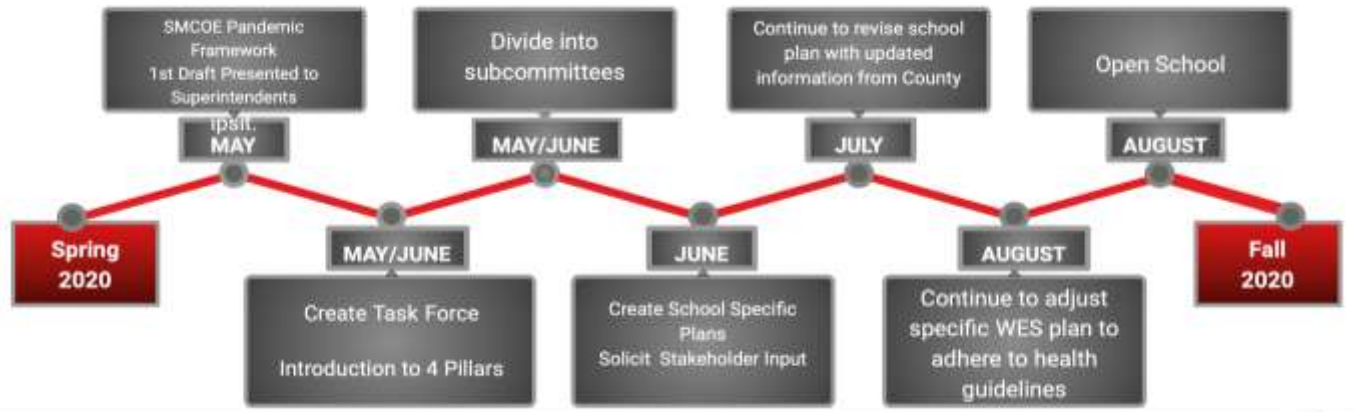 SMCOE Pandemic
Framework
1st Draft Presented to
Superintendents
ipsit.
MAY
Divide into
subcommittees
MAY/JUNE
Continue to revise school
plan with updated
information from County
JULY
Open School
AUGUST
Spring
2020
MAY/JUNE
Create Task Force
Introduction to 4 Pillars
JUNE
Create School Specific
Plans
Solicit Stakeholder Input
AUGUST
Continue to adjust
specific WES plan to
adhere to health
guidelines
Fall
2020